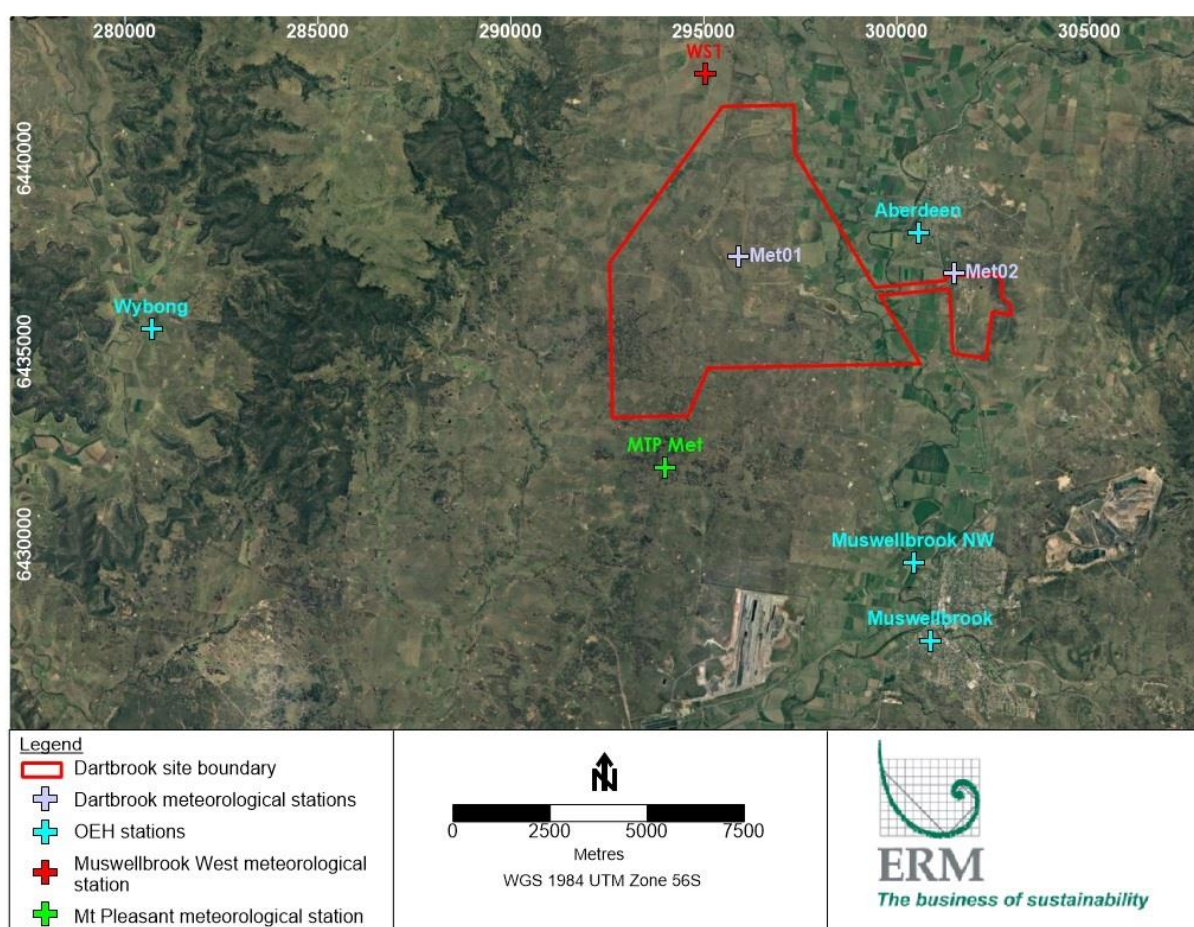 280000 285000 290000 295000 300000 305000
WS1
6440000
Aberdeen
Met01
Met02
Wybong
6435000
MTP Met
6430000
Muswellbrook NW
Muswellbrook
Legend
Dartbrook site boundary
Dartbrook meteorological stations
OEH stations
Muswellbrook West meteorological
station
Mt Pleasant meteorological station
N
0 2500 5000 7500
Metres
WGS 1984 UTM Zone 56S
ERM
The business of sustainability